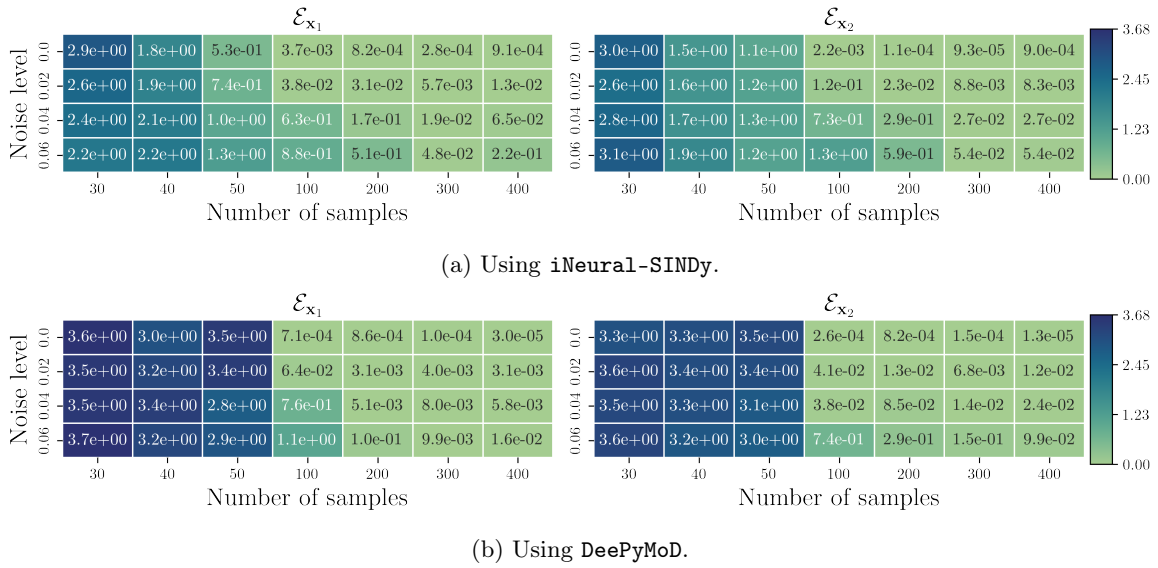 ℰ_x₁ ℰ_x₂
Noise level
0.0 2.9e+00 1.8e+00 5.3e-01 3.7e-03 8.2e-04 2.8e-04 9.1e-04 3.0e+00 1.5e+00 1.1e+00 2.2e-03 1.1e-04 9.3e-05 9.0e-04 3.68
0.02 2.6e+00 1.9e+00 7.4e-01 3.8e-02 3.1e-02 5.7e-03 1.3e-02 2.6e+00 1.6e+00 1.2e+00 1.2e-01 2.3e-02 8.8e-03 8.3e-03 2.45
0.04 2.4e+00 2.1e+00 1.0e+00 6.3e-01 1.7e-01 1.9e-02 6.5e-02 2.8e+00 1.7e+00 1.3e+00 7.3e-01 2.9e-01 2.7e-02 2.7e-02 1.23
0.06 2.2e+00 2.2e+00 1.3e+00 8.8e-01 5.1e-01 4.8e-02 2.2e-01 3.1e+00 1.9e+00 1.2e+00 1.3e+00 5.9e-01 5.4e-02 5.4e-02 0.00
30 40 50 100 200 300 400 30 40 50 100 200 300 400
Number of samples Number of samples
(a) Using iNeural-SINDy.
ℰ_x₁ ℰ_x₂
Noise level
0.0 3.6e+00 3.0e+00 3.5e+00 7.1e-04 8.6e-04 1.0e-04 3.0e-05 3.3e+00 3.3e+00 3.5e+00 2.6e-04 8.2e-04 1.5e-04 1.3e-05 3.68
0.02 3.5e+00 3.2e+00 3.4e+00 6.4e-02 3.1e-03 4.0e-03 3.1e-03 3.6e+00 3.4e+00 3.4e+00 4.1e-02 1.3e-02 6.8e-03 1.2e-02 2.45
0.04 3.5e+00 3.4e+00 2.8e+00 7.6e-01 5.1e-03 8.0e-03 5.8e-03 3.5e+00 3.3e+00 3.1e+00 3.8e-02 8.5e-02 1.4e-02 2.4e-02 1.23
0.06 3.7e+00 3.2e+00 2.9e+00 1.1e+00 1.0e-01 9.9e-03 1.6e-02 3.6e+00 3.2e+00 3.0e+00 7.4e-01 2.9e-01 1.5e-01 9.9e-02 0.00
30 40 50 100 200 300 400 30 40 50 100 200 300 400
Number of samples Number of samples
(b) Using DeePyMoD.